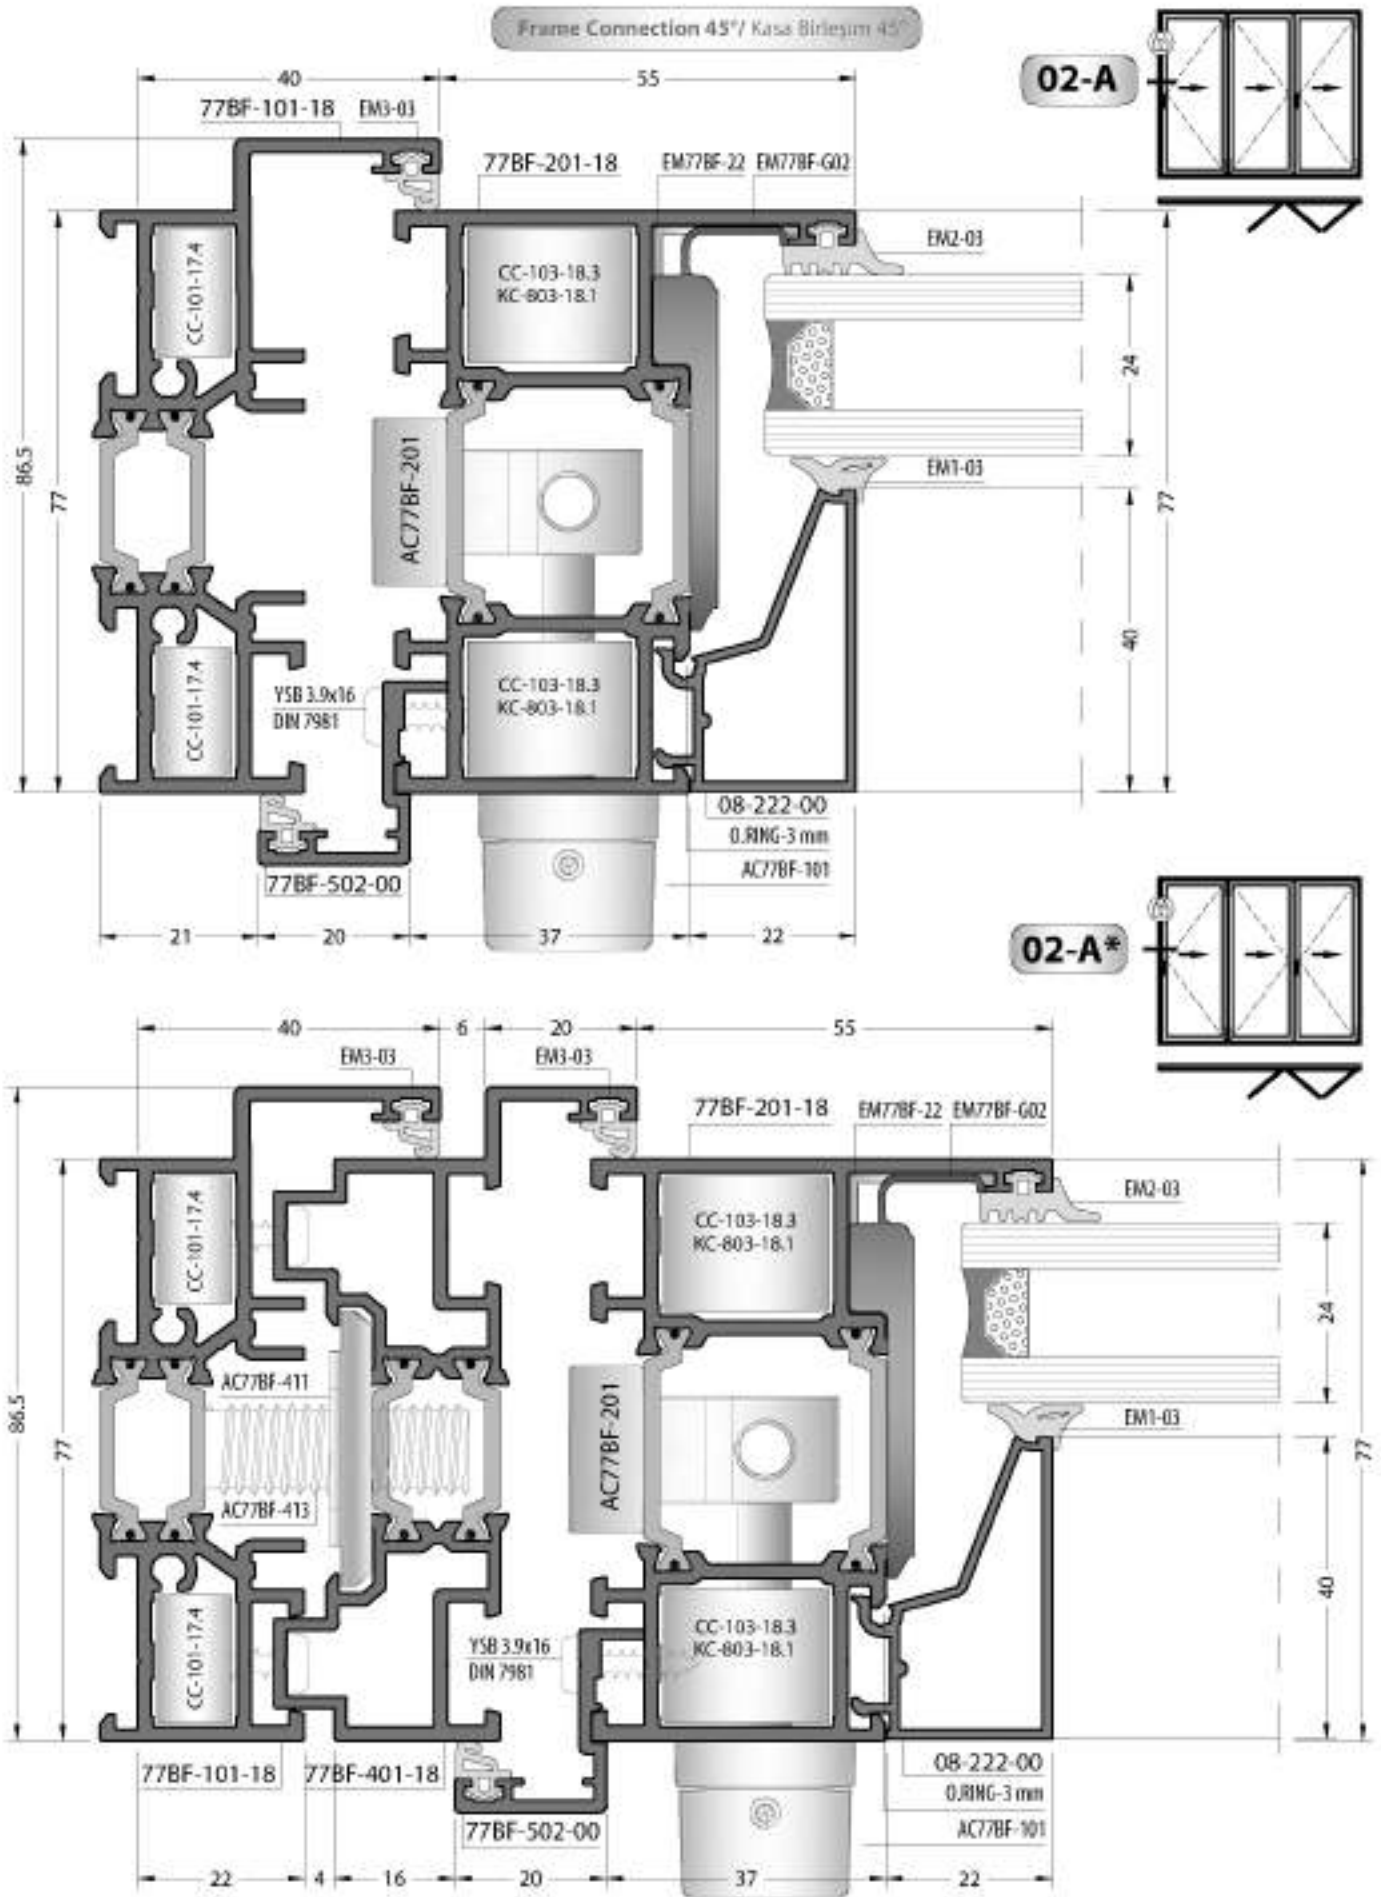 Frame Connection 45°/ Kasa Birleşim 45°
02-A
40
55
77BF-101-18
EM3-03
77BF-201-18
EM77BF-22
EM77BF-G02
EM2-03
CC-101-17.4
CC-103-18.3
KC-803-18.1
24
86.5
77
AC77BF-201
EM1-03
77
40
CC-101-17.4
YSB 3.9x16
DIN 7981
CC-103-18.3
KC-803-18.1
08-222-00
O.RING-3 mm
AC77BF-101
77BF-502-00
21
20
37
22
02-A*
40
6
20
55
EM3-03
EM3-03
77BF-201-18
EM77BF-22
EM77BF-G02
EM2-03
CC-101-17.4
CC-103-18.3
KC-803-18.1
24
AC77BF-411
86.5
77
AC77BF-201
EM1-03
77
AC77BF-413
40
CC-101-17.4
YSB 3.9x16
DIN 7981
CC-103-18.3
KC-803-18.1
77BF-101-18
77BF-401-18
08-222-00
O.RING-3 mm
AC77BF-101
77BF-502-00
22
4
16
20
37
22